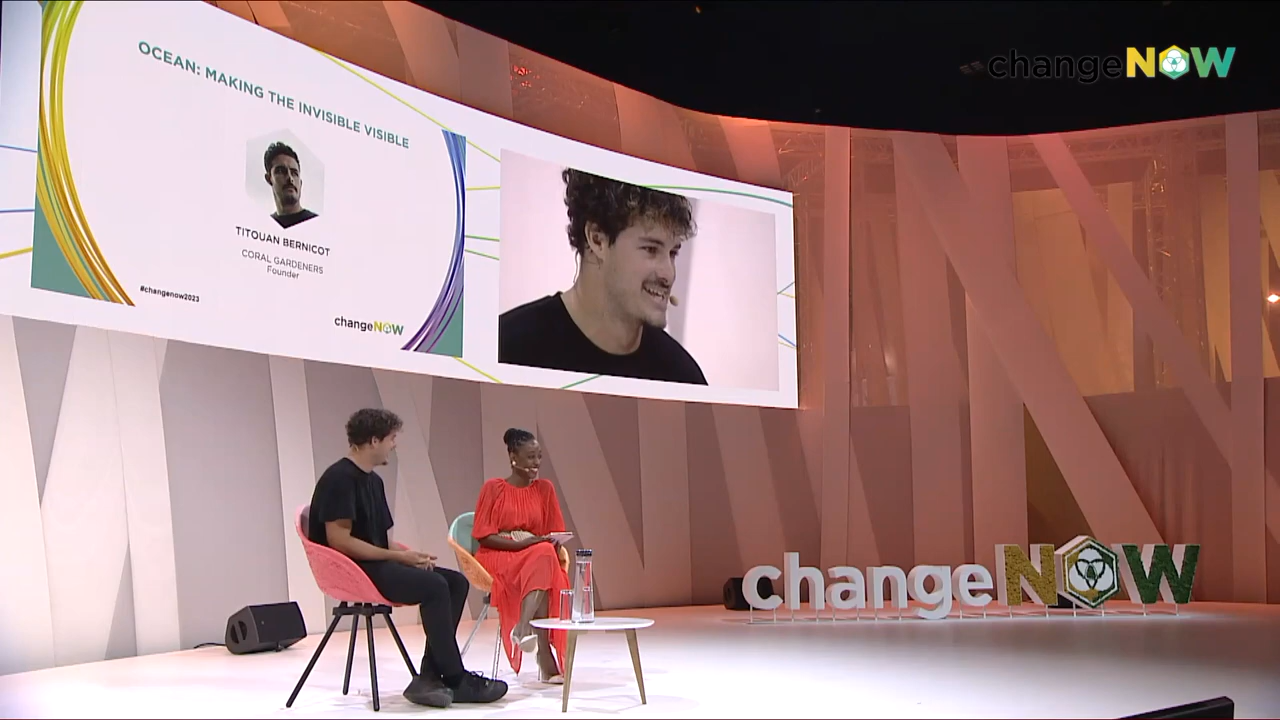 OCEAN: MAKING THE INVISIBLE VISIBLE
TITOUAN BERNICOT
CORAL GARDENERS
Founder
#changenow2023
changeNOW
changeNOW
changeNOW